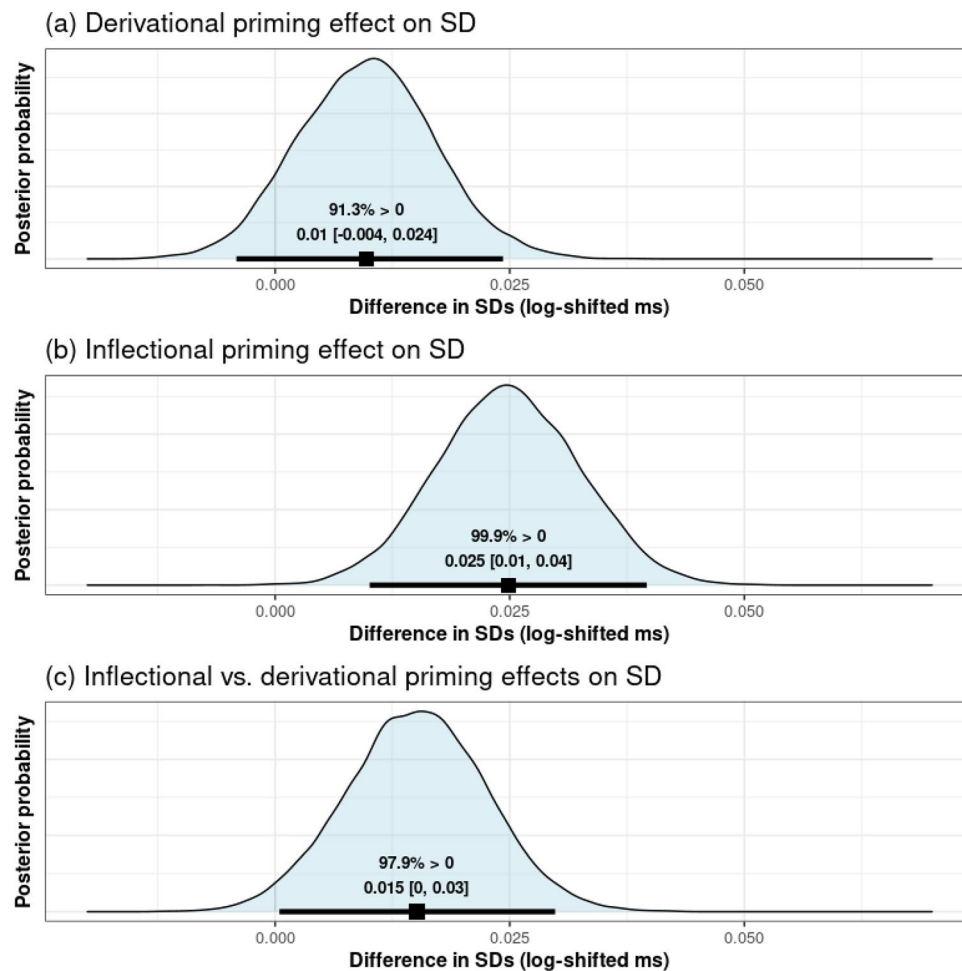 (a) Derivational priming effect on SD
Posterior probability
91.3% > 0
0.01 [-0.004, 0.024]
0.000 0.025 0.050
Difference in SDs (log-shifted ms)
(b) Inflectional priming effect on SD
Posterior probability
99.9% > 0
0.025 [0.01, 0.04]
0.000 0.025 0.050
Difference in SDs (log-shifted ms)
(c) Inflectional vs. derivational priming effects on SD
Posterior probability
97.9% > 0
0.015 [0, 0.03]
0.000 0.025 0.050
Difference in SDs (log-shifted ms)